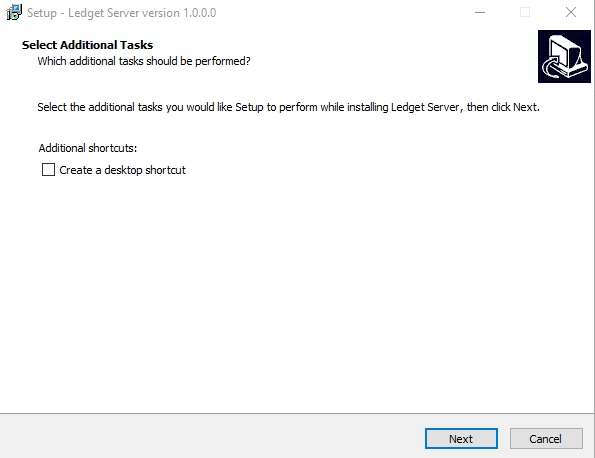 Setup - Ledget Server version 1.0.0.0
Select Additional Tasks
Which additional tasks should be performed?
Select the additional tasks you would like Setup to perform while installing Ledget Server, then click Next.
Additional shortcuts:
Create a desktop shortcut
Next
Cancel